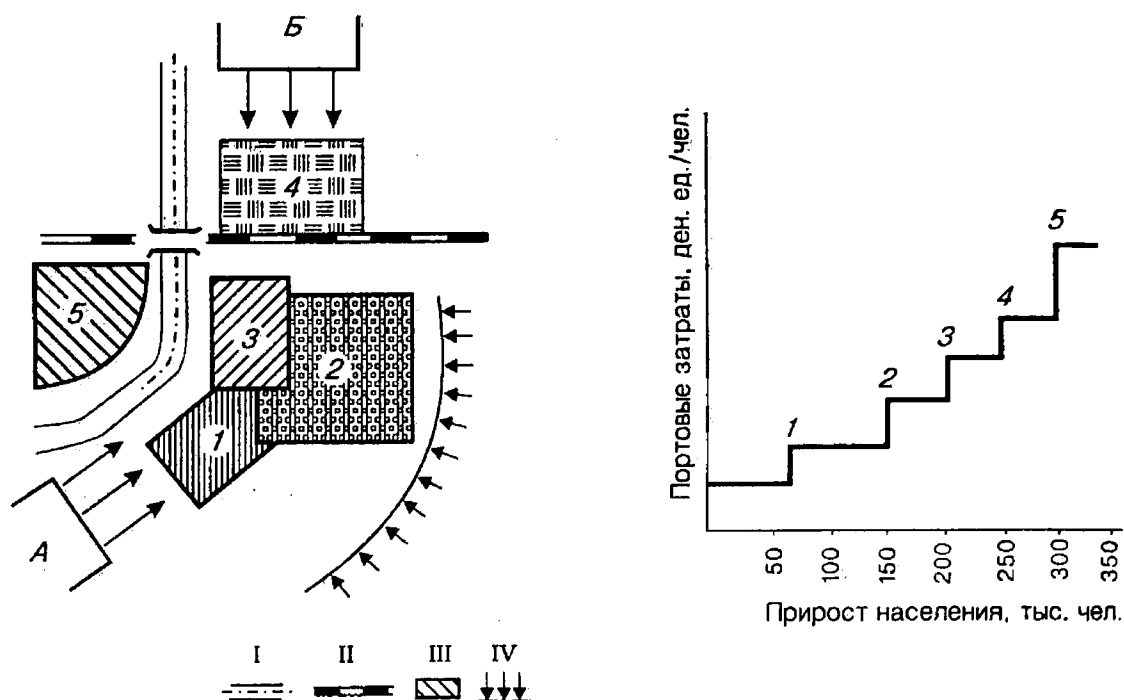 Б
4
5
3
2
1
А
I II III IV
Портовые затраты, ден. ед./чел.
5
4
3
2
1
50 100 150 200 250 300 350
Прирост населения, тыс. чел.